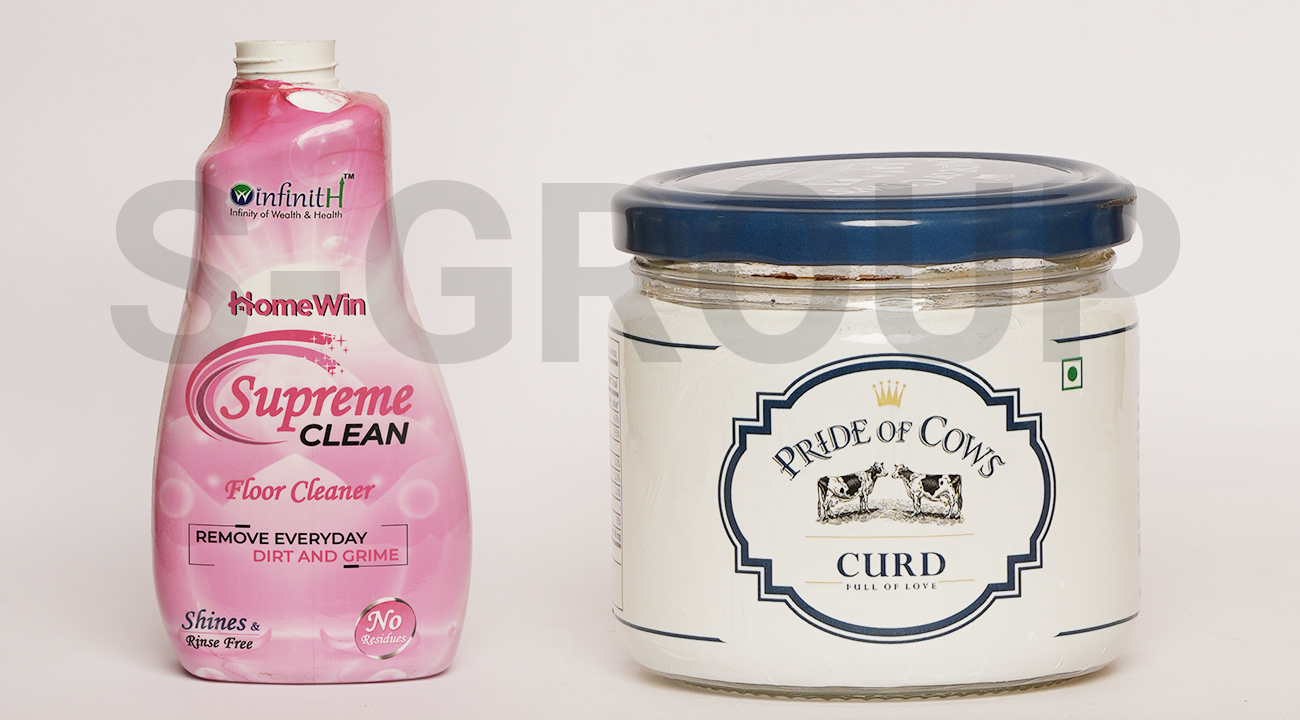 S-GROUP
winfinitH™
Infinity of Wealth & Health
HomeWin
Supreme
CLEAN
Floor Cleaner
REMOVE EVERYDAY
DIRT AND GRIME
Shines &
Rinse Free
No
Residues
PRIDE OF COWS
CURD
FULL OF LOVE